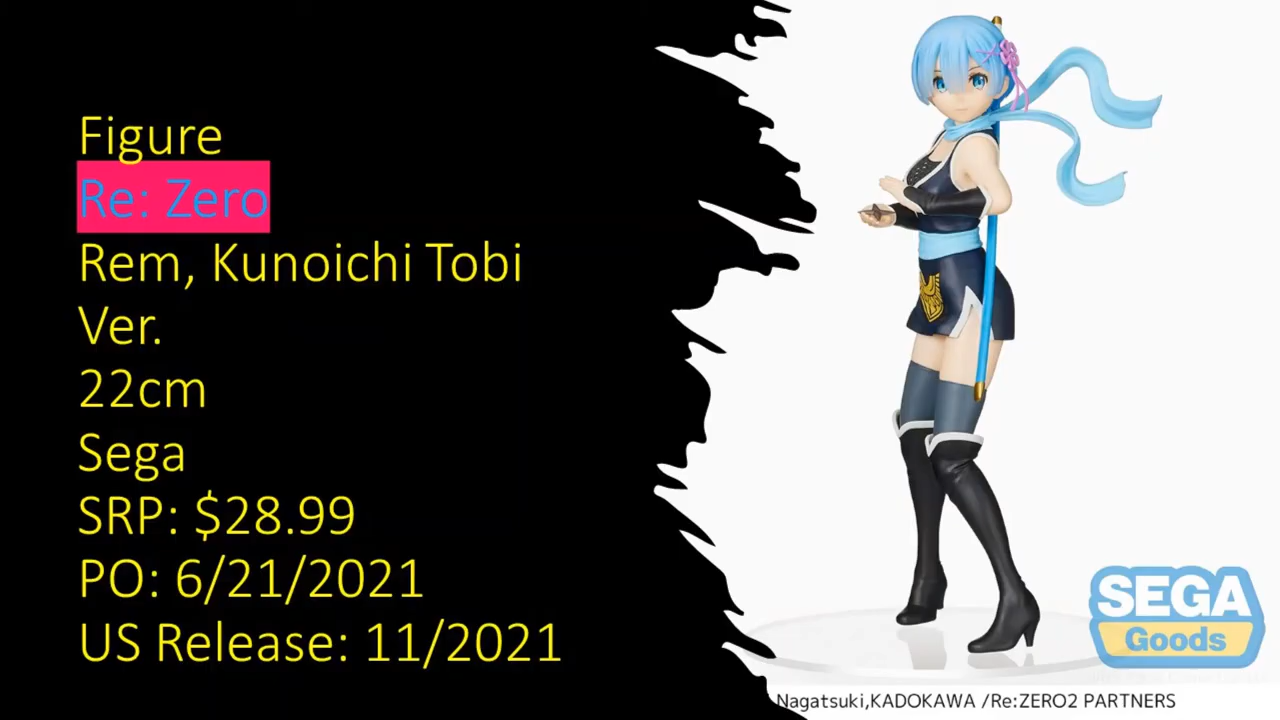 Figure
Re: Zero
Rem, Kunoichi Tobi
Ver.
22cm
Sega
SRP: $28.99
PO: 6/21/2021
US Release: 11/2021
SEGA
Goods
Nagatsuki,KADOKAWA /Re:ZERO2 PARTNERS